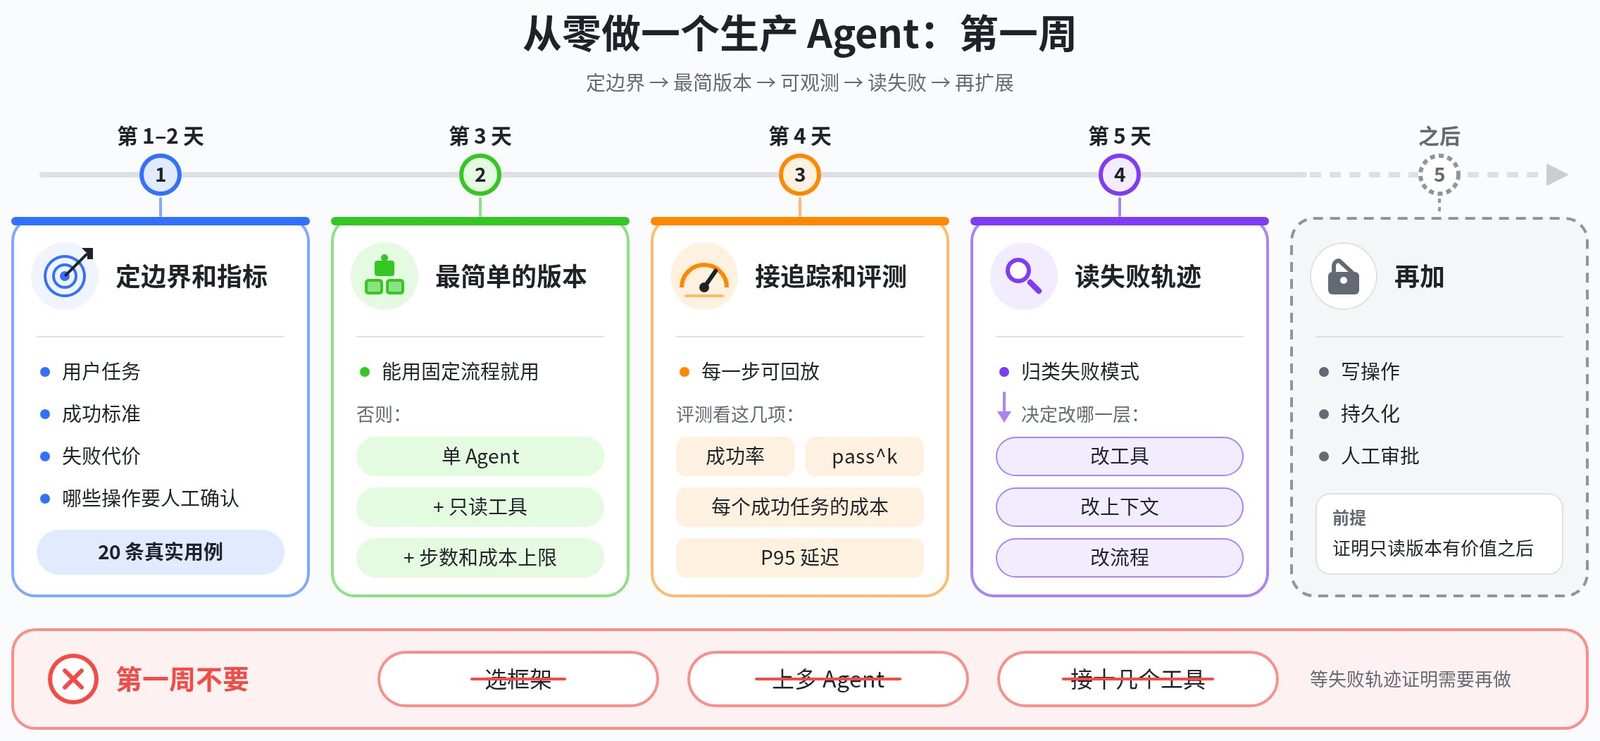 从零做一个生产 Agent：第一周
定边界 → 最简版本 → 可观测 → 读失败 → 再扩展
第 1–2 天
1
第 3 天
2
第 4 天
3
第 5 天
4
之后
5
定边界和指标
用户任务
成功标准
失败代价
哪些操作要人工确认
20 条真实用例
最简单的版本
能用固定流程就用
否则：
单 Agent
+ 只读工具
+ 步数和成本上限
接追踪和评测
每一步可回放
评测看这几项：
成功率
pass^k
每个成功任务的成本
P95 延迟
读失败轨迹
归类失败模式
决定改哪一层：
改工具
改上下文
改流程
再加
写操作
持久化
人工审批
前提
证明只读版本有价值之后
第一周不要
选框架
上多 Agent
接十几个工具
等失败轨迹证明需要再做